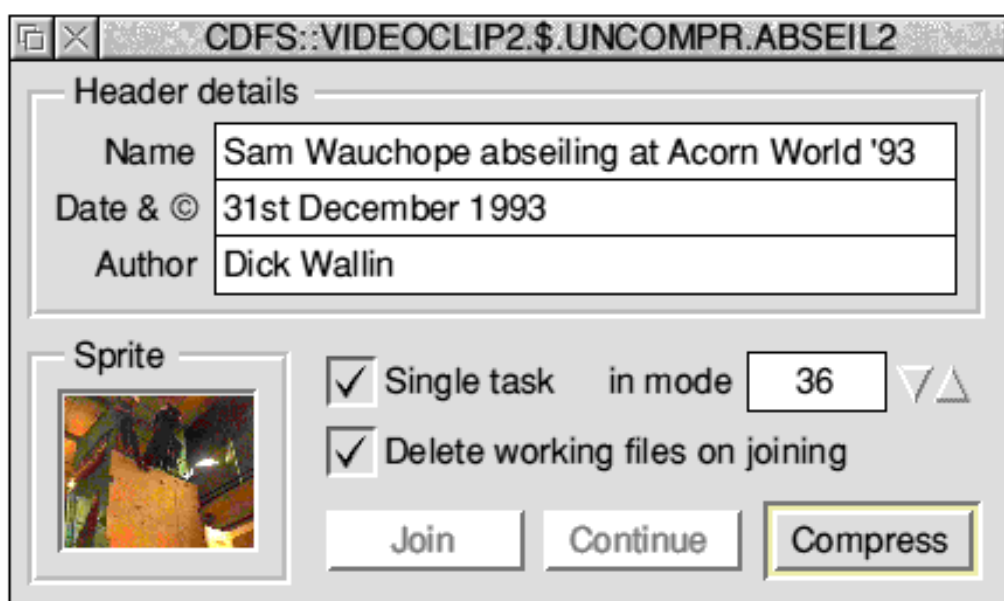 CDFS::VIDEOCLIP2.$.UNCOMPR.ABSEIL2
Header details
Name Sam Wauchope abseiling at Acorn World '93
Date & © 31st December 1993
Author Dick Wallin
Sprite
Single task in mode 36
Delete working files on joining
Join Continue Compress